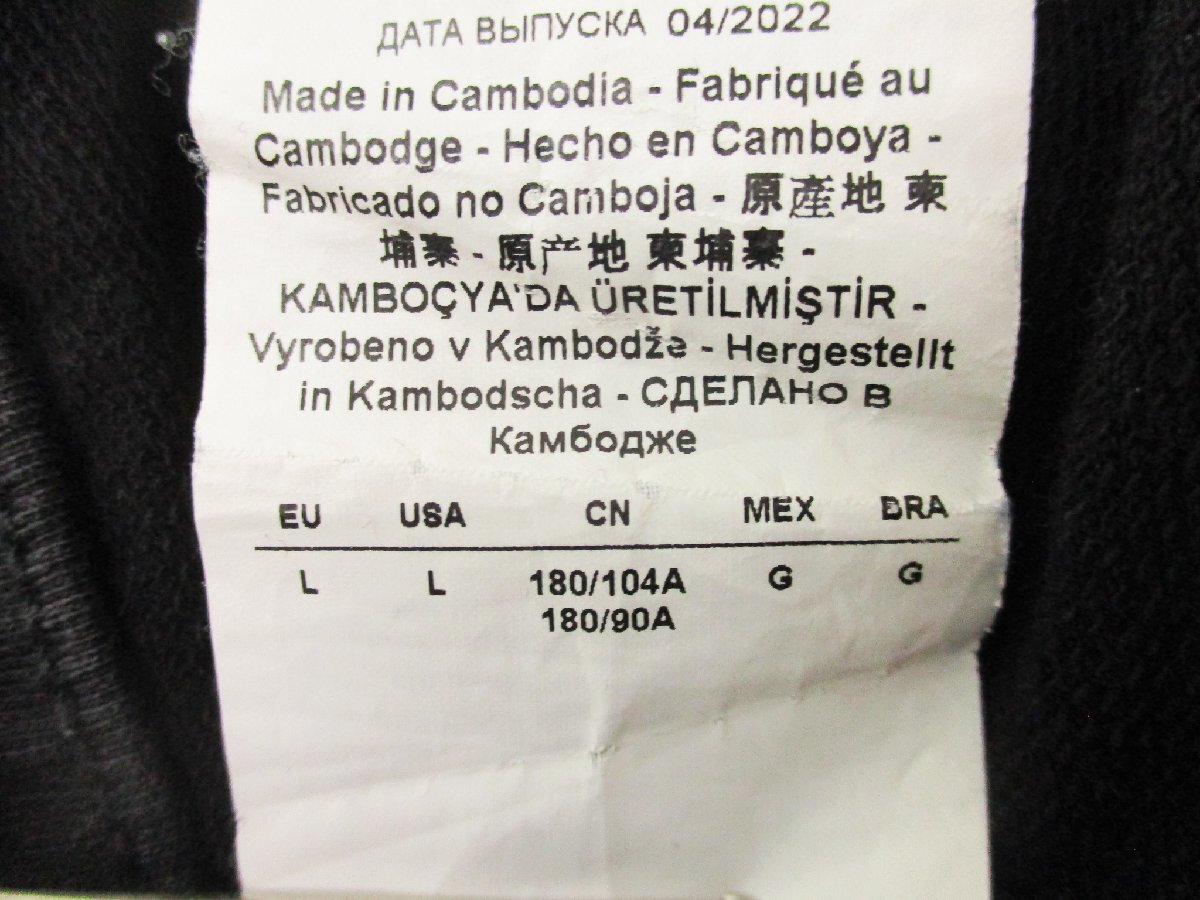 ДАТА ВЫПУСКА 04/2022
Made in Cambodia - Fabriqué au
Cambodge - Hecho en Camboya -
Fabricado no Camboja - 原產地 柬
埔寨 - 原产地 柬埔寨 -
KAMBOÇYA'DA ÜRETİLMİŞTİR -
Vyrobeno v Kambodže - Hergestellt
in Kambodscha - СДЕЛАНО В
Камбодже
EU USA CN MEX BRA
L L 180/104A G G
180/90A